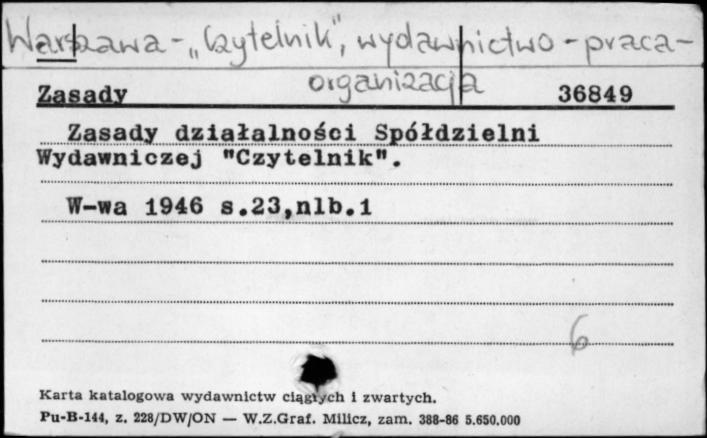 Warszawa - „Czytelnik”, wydawnictwo - praca -
organizacja
Zasady 36849
Zasady działalności Spółdzielni
Wydawniczej "Czytelnik".
W-wa 1946 s.23,nlb.1
6
Karta katalogowa wydawnictw ciągłych i zwartych.
Pu-B-144, z. 228/DW/ON — W.Z.Graf. Milicz, zam. 388-86 5.650.000